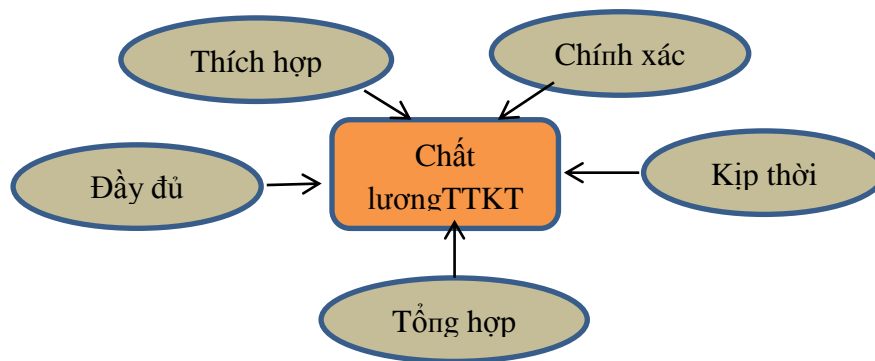 Thích hợp
Chính xác
Chất
lươngTTKT
Đầy đủ
Kịp thời
Tổng hợp